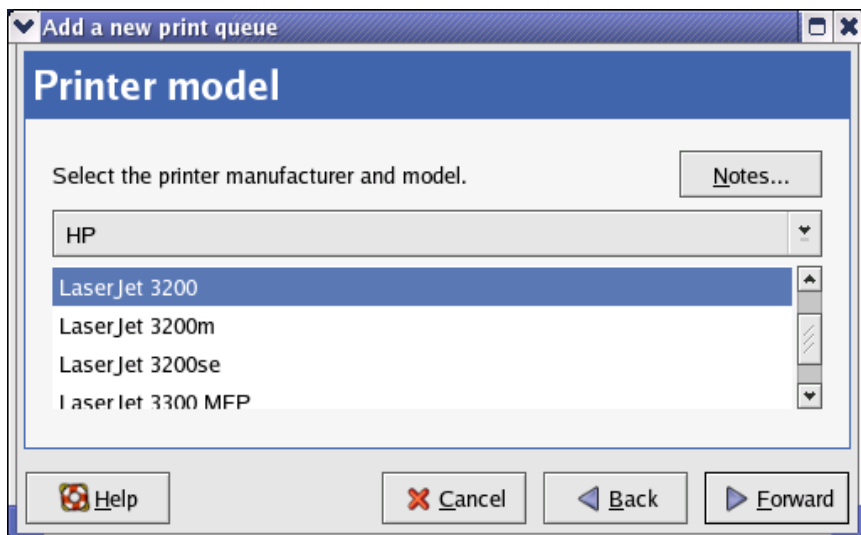 Add a new print queue
Printer model
Select the printer manufacturer and model.
Notes...
HP
LaserJet 3200
LaserJet 3200m
LaserJet 3200se
LaserJet 3300 MFP
Help
Cancel
Back
Forward